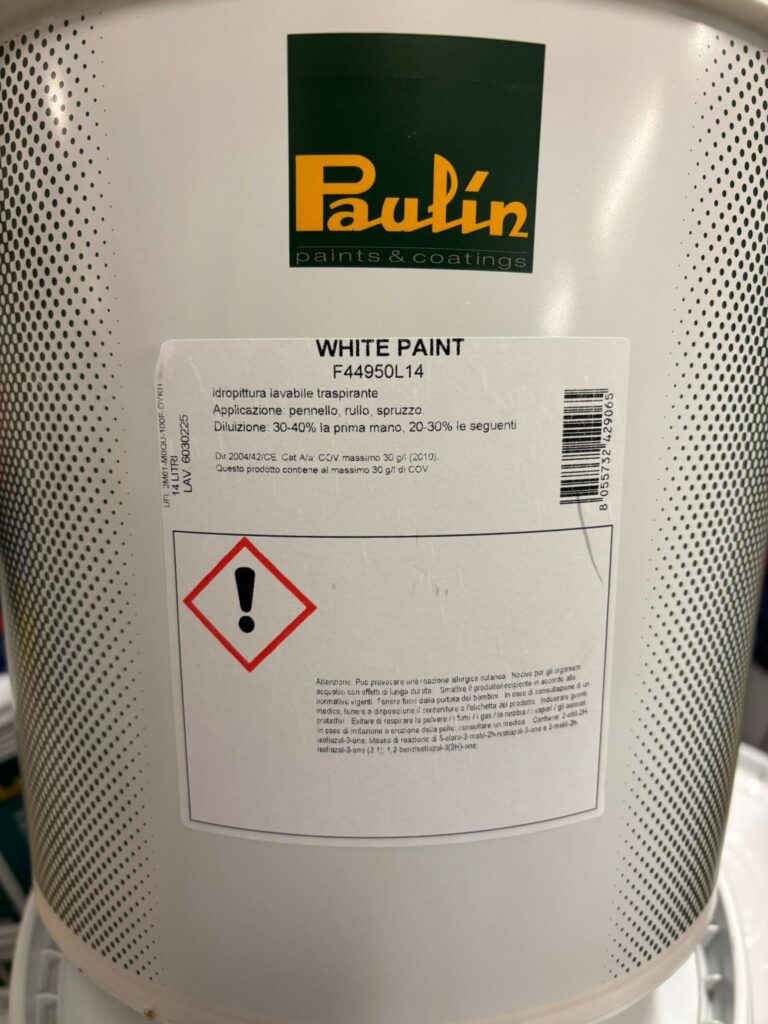 Paulin
paints & coatings
WHITE PAINT
F44950L14
Idropittura lavabile traspirante
Applicazione: pennello, rullo, spruzzo.
Diluizione: 30-40% la prima mano, 20-30% le seguenti
Dir.2004/42/CE. Cat A/a: COV massimo 30 g/l (2010).
Questo prodotto contiene al massimo 30 g/l di COV.
UFI: 2M61-M0QU-100F-DYKH
14 LITRI
LAV. 6030225
8 055732 429065
Attenzione. Può provocare una reazione allergica cutanea. Nocivo per gli organismi
acquatici con effetti di lunga durata. Smaltire il prodotto/recipiente in accordo alle
normative vigenti. Tenere fuori dalla portata dei bambini. In caso di consultazione di un
medico, tenere a disposizione il contenitore o l'etichetta del prodotto. Indossare guanti
protettivi. Evitare di respirare la polvere / i fumi / i gas / la nebbia / i vapori / gli aerosol.
In caso di irritazione o eruzione della pelle: consultare un medico. Contiene: 2-ottil-2H-
isotiazol-3-one, Massa di reazione di 5-cloro-2-metil-2h-isotiazol-3-one e 2-metil-2h-
isotiazol-3-one (3:1), 1,2-benzisotiazol-3(2H)-one.